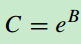 C = e^B